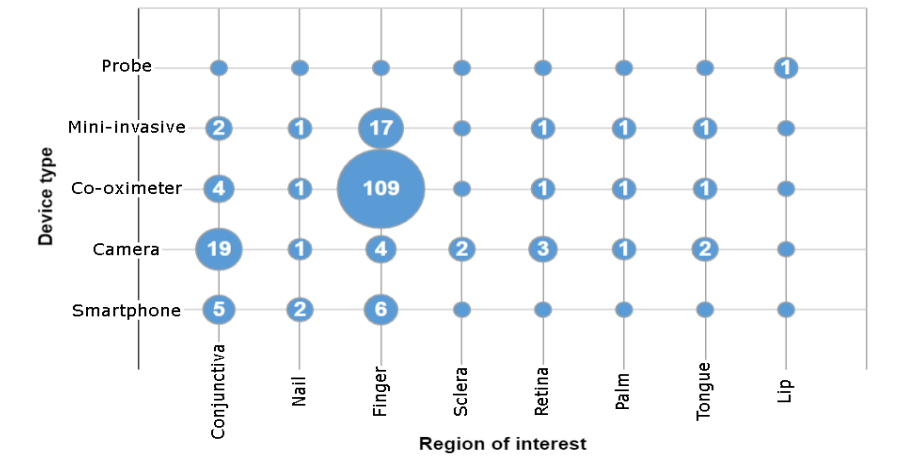 Probe 1
Mini-invasive 2 1 17 1 1 1
Co-oximeter 4 1 109 1 1 1
Camera 19 1 4 2 3 1 2
Smartphone 5 2 6
Device type
Conjunctiva Nail Finger Sclera Retina Palm Tongue Lip
Region of interest